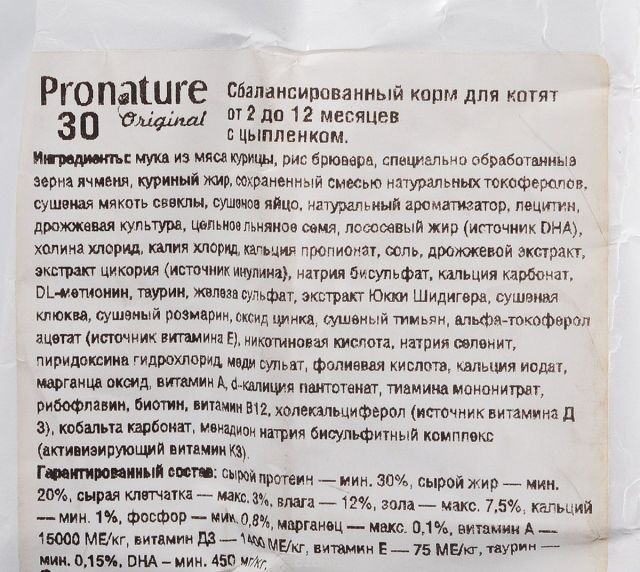 Pronature
30 Original
Сбалансированный корм для котят
от 2 до 12 месяцев
с цыпленком.
Ингредиенты: мука из мяса курицы, рис брюера, специально обработанные
зерна ячменя, куриный жир, сохраненный смесью натуральных токоферолов,
сушеная мякоть свеклы, сушеное яйцо, натуральный ароматизатор, лецитин,
дрожжевая культура, цельное льняное семя, лососевый жир (источник DHA),
холина хлорид, калия хлорид, кальция пропионат, соль, дрожжевой экстракт,
экстракт цикория (источник инулина), натрия бисульфат, кальция карбонат,
DL-метионин, таурин, железа сульфат, экстракт Юкки Шидигера, сушеная
клюква, сушеный розмарин, оксид цинка, сушеный тимьян, альфа-токоферол
ацетат (источник витамина Е), никотиновая кислота, натрия селенит,
пиридоксина гидрохлорид, меди сульат, фолиевая кислота, кальция иодат,
марганца оксид, витамин А, d-калиция пантотенат, тиамина мононитрат,
рибофлавин, биотин, витамин В12, холекальциферол (источник витамина Д
3), кобальта карбонат, менадион натрия бисульфитный комплекс
(активизирующий витамин К3).
Гарантированный состав: сырой протеин — мин. 30%, сырой жир — мин.
20%, сырая клетчатка — макс. 3%, влага — 12%, зола — макс. 7,5%, кальций
— мин. 1%, фосфор — мин. 0,8%, марганец — макс. 0,1%, витамин А —
15000 МЕ/кг, витамин Д3 — 1400 МЕ/кг, витамин Е — 75 МЕ/кг, таурин —
мин. 0,15%, DHA – мин. 450 мг/кг,